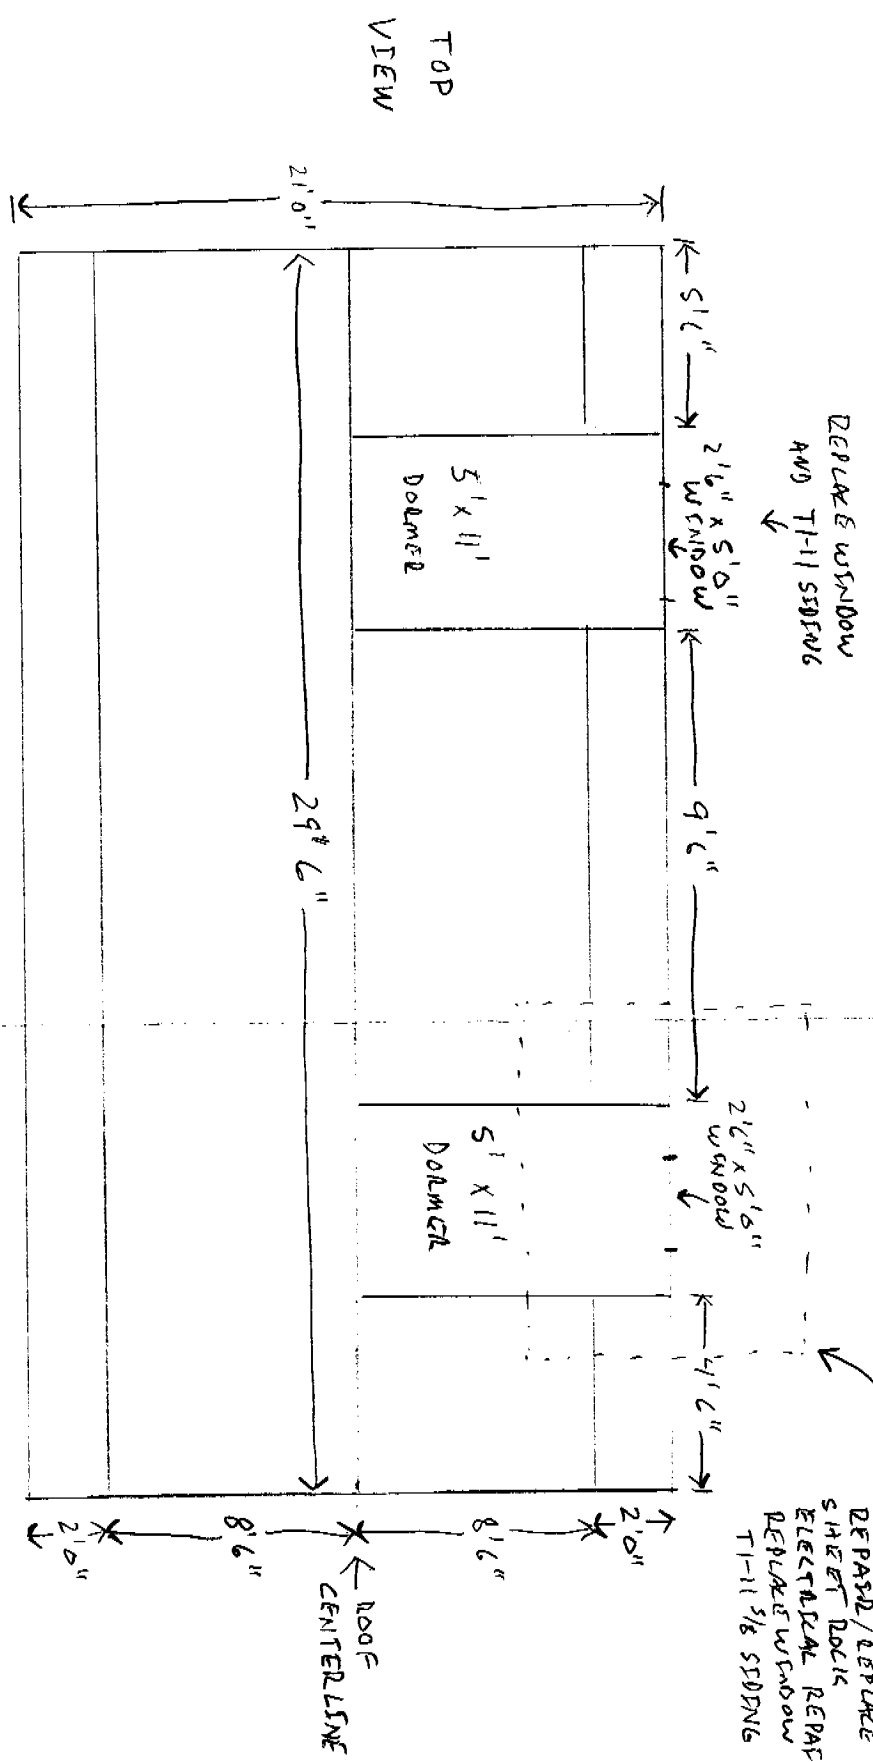 TOP
VIEW
REPLACE WINDOW
AND T1-11 SIDING
REPAIR/REPLACE
SHEET ROCK
ELECTRICAL REPAI
REPLACE WINDOW
T1-11 5/8 SIDING
21'0"
5'6"
2'6" x 5'0"
WINDOW
9'6"
2'6" x 5'0"
WINDOW
4'6"
5' x 11'
DORMER
5' x 11'
DORMER
29' 6"
2'0"
8'6"
8'6"
2'0"
ROOF
CENTERLINE